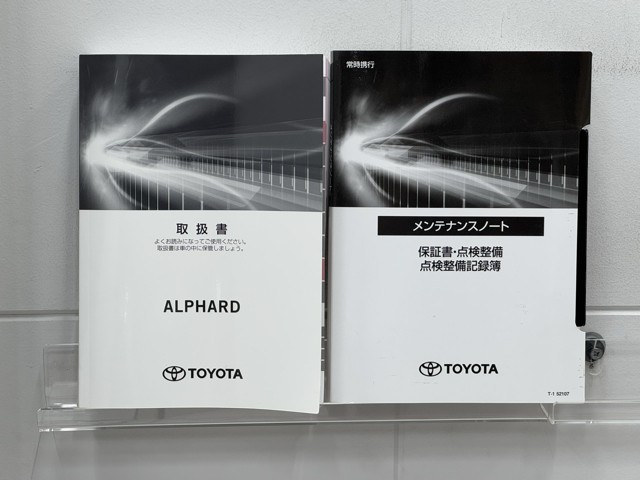 取扱書
よくお読みになってご使用ください。
取扱書は車の中に保管しましょう。
ALPHARD
TOYOTA
常時携行
メンテナンスノート
保証書・点検整備
点検整備記録簿
TOYOTA
T-1 52107